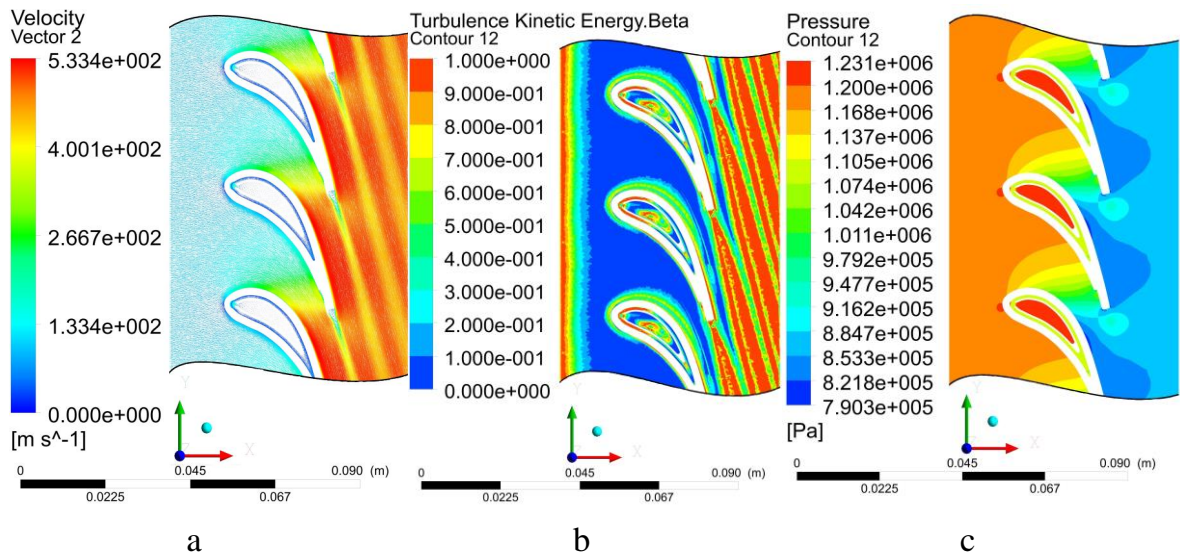 Velocity
Vector 2
5.334e+002
4.001e+002
2.667e+002
1.334e+002
0.000e+000
[m s^-1]
Y
X
0
0.045
0.090 (m)
0.0225
0.067
a
Turbulence Kinetic Energy.Beta
Contour 12
1.000e+000
9.000e-001
8.000e-001
7.000e-001
6.000e-001
5.000e-001
4.000e-001
3.000e-001
2.000e-001
1.000e-001
0.000e+000
Y
X
0
0.045
0.090 (m)
0.0225
0.067
b
Pressure
Contour 12
1.231e+006
1.200e+006
1.168e+006
1.137e+006
1.105e+006
1.074e+006
1.042e+006
1.011e+006
9.792e+005
9.477e+005
9.162e+005
8.847e+005
8.533e+005
8.218e+005
7.903e+005
[Pa]
Y
X
0
0.045
0.090 (m)
0.0225
0.067
c